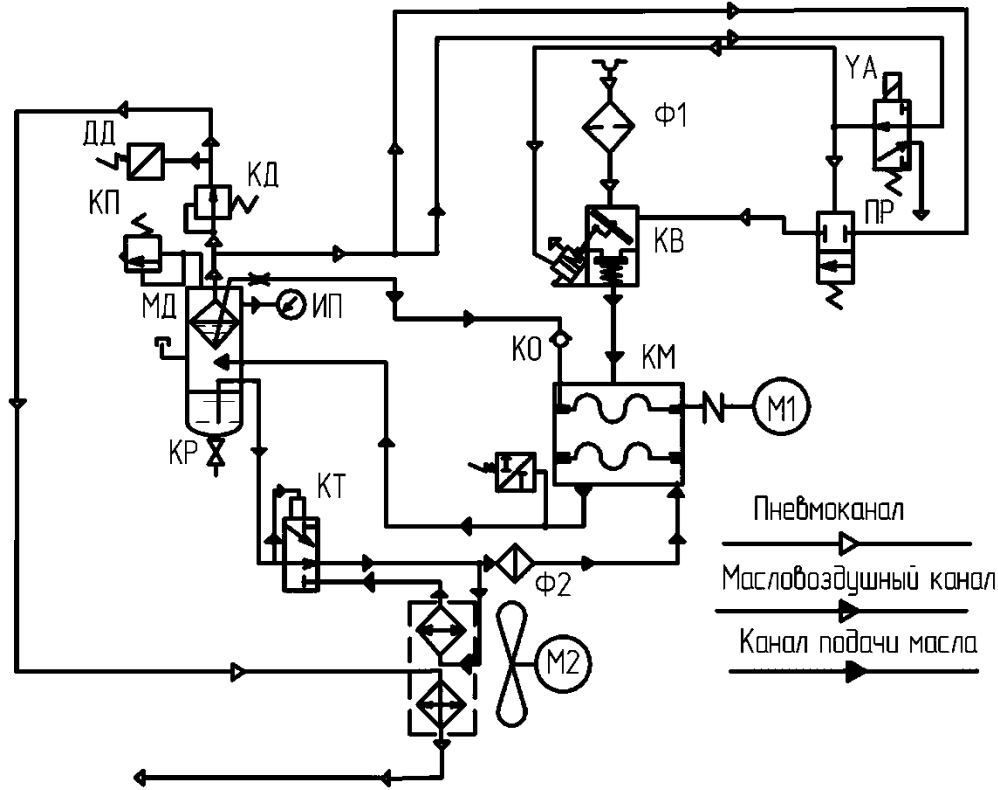 YA
Ф1
ДД
КД
КП
ПР
КВ
МД
ИП
КО
КМ
М1
КР
КТ
Пневмоканал
Ф2
Масловоздушный канал
Канал подачи масла
М2